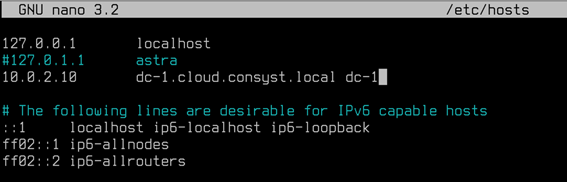 GNU nano 3.2 /etc/hosts
127.0.0.1 localhost
#127.0.1.1 astra
10.0.2.10 dc-1.cloud.consyst.local dc-1
# The following lines are desirable for IPv6 capable hosts
::1 localhost ip6-localhost ip6-loopback
ff02::1 ip6-allnodes
ff02::2 ip6-allrouters